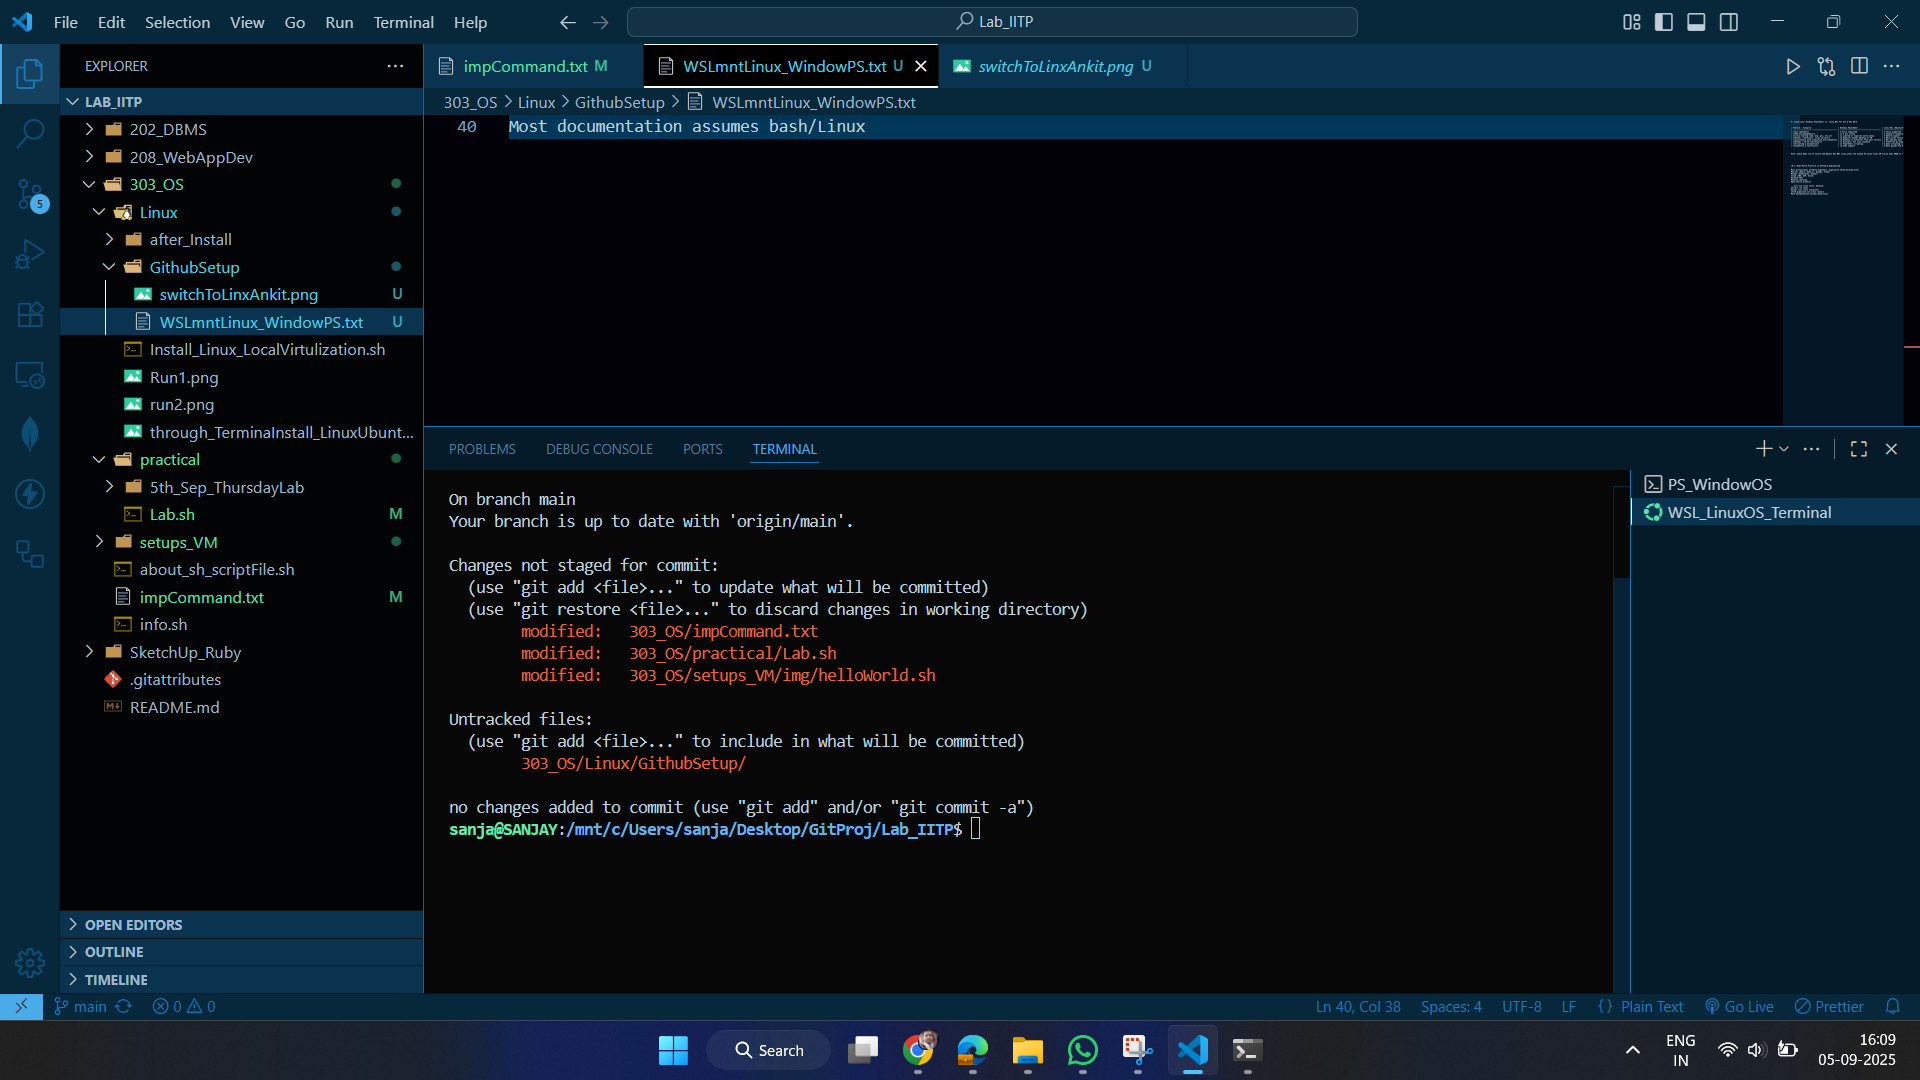 File Edit Selection View Go Run Terminal Help
Lab_IITP
EXPLORER
LAB_IITP
202_DBMS
208_WebAppDev
303_OS
Linux
after_Install
GithubSetup
switchToLinxAnkit.png U
WSLmntLinux_WindowPS.txt U
Install_Linux_LocalVirtulization.sh
Run1.png
run2.png
through_TerminaInstall_LinuxUbunt...
practical
5th_Sep_ThursdayLab
Lab.sh M
setups_VM
about_sh_scriptFile.sh
impCommand.txt M
info.sh
SketchUp_Ruby
.gitattributes
README.md
OPEN EDITORS
OUTLINE
TIMELINE
5
impCommand.txt M WSLmntLinux_WindowPS.txt U switchToLinxAnkit.png U
303_OS > Linux > GithubSetup > WSLmntLinux_WindowPS.txt
40 Most documentation assumes bash/Linux
PROBLEMS DEBUG CONSOLE PORTS TERMINAL
On branch main
Your branch is up to date with 'origin/main'.
Changes not staged for commit:
(use "git add <file>..." to update what will be committed)
(use "git restore <file>..." to discard changes in working directory)
modified: 303_OS/impCommand.txt
modified: 303_OS/practical/Lab.sh
modified: 303_OS/setups_VM/img/helloWorld.sh
Untracked files:
(use "git add <file>..." to include in what will be committed)
303_OS/Linux/GithubSetup/
no changes added to commit (use "git add" and/or "git commit -a")
sanja@SANJAY:/mnt/c/Users/sanja/Desktop/GitProj/Lab_IITP$
PS_WindowOS
WSL_LinuxOS_Terminal
main 0 0 Ln 40, Col 38 Spaces: 4 UTF-8 LF {} Plain Text Go Live Prettier
Search
ENG
IN
16:09
05-09-2025